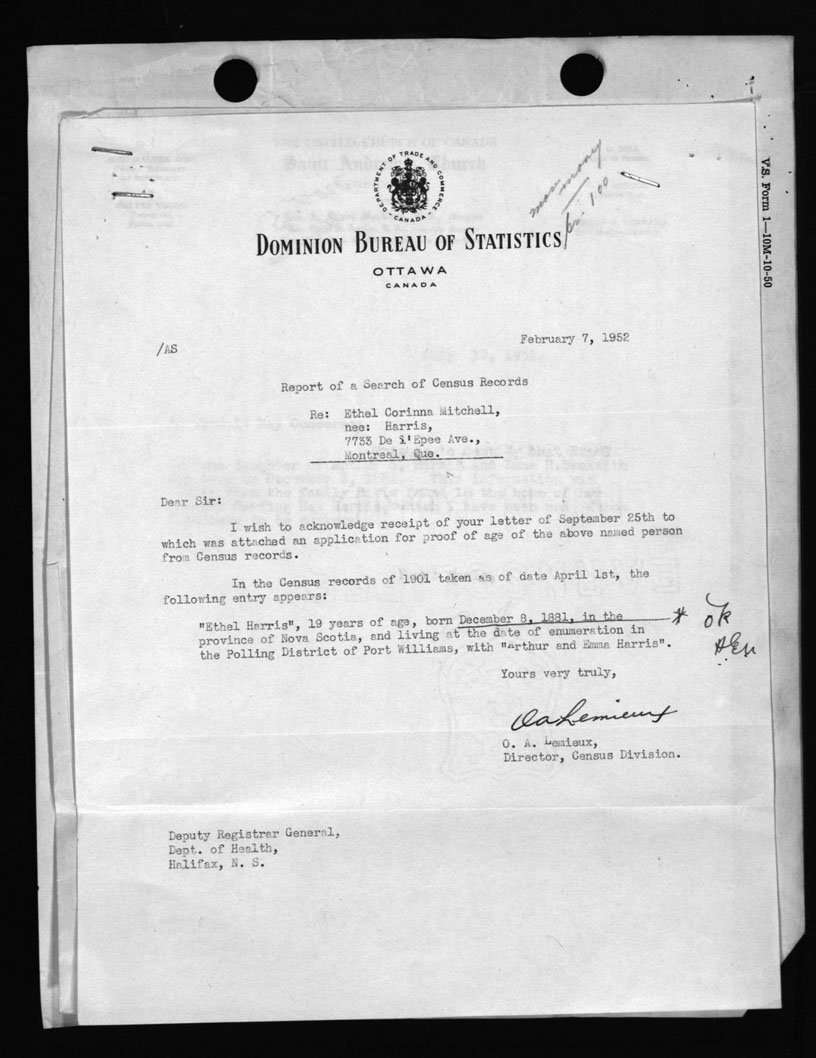 DEPARTMENT OF TRADE AND COMMERCE
CANADA
money
1.00
DOMINION BUREAU OF STATISTICS
OTTAWA
CANADA
V.S. Form 1—10M-10-50
February 7, 1952
/AS
Report of a Search of Census Records
Re: Ethel Corinna Mitchell,
nee: Harris,
7733 De l'Epee Ave.,
Montreal, Que.
Dear Sir:
I wish to acknowledge receipt of your letter of September 25th to
which was attached an application for proof of age of the above named person
from Census records.
In the Census records of 1901 taken as of date April 1st, the
following entry appears:
"Ethel Harris", 19 years of age, born December 8, 1881, in the
province of Nova Scotia, and living at the date of enumeration in
the Polling District of Port Williams, with "Arthur and Emma Harris".
ok
Yours very truly,
OaLemieux
O. A. Lemieux,
Director, Census Division.
Deputy Registrar General,
Dept. of Health,
Halifax, N. S.